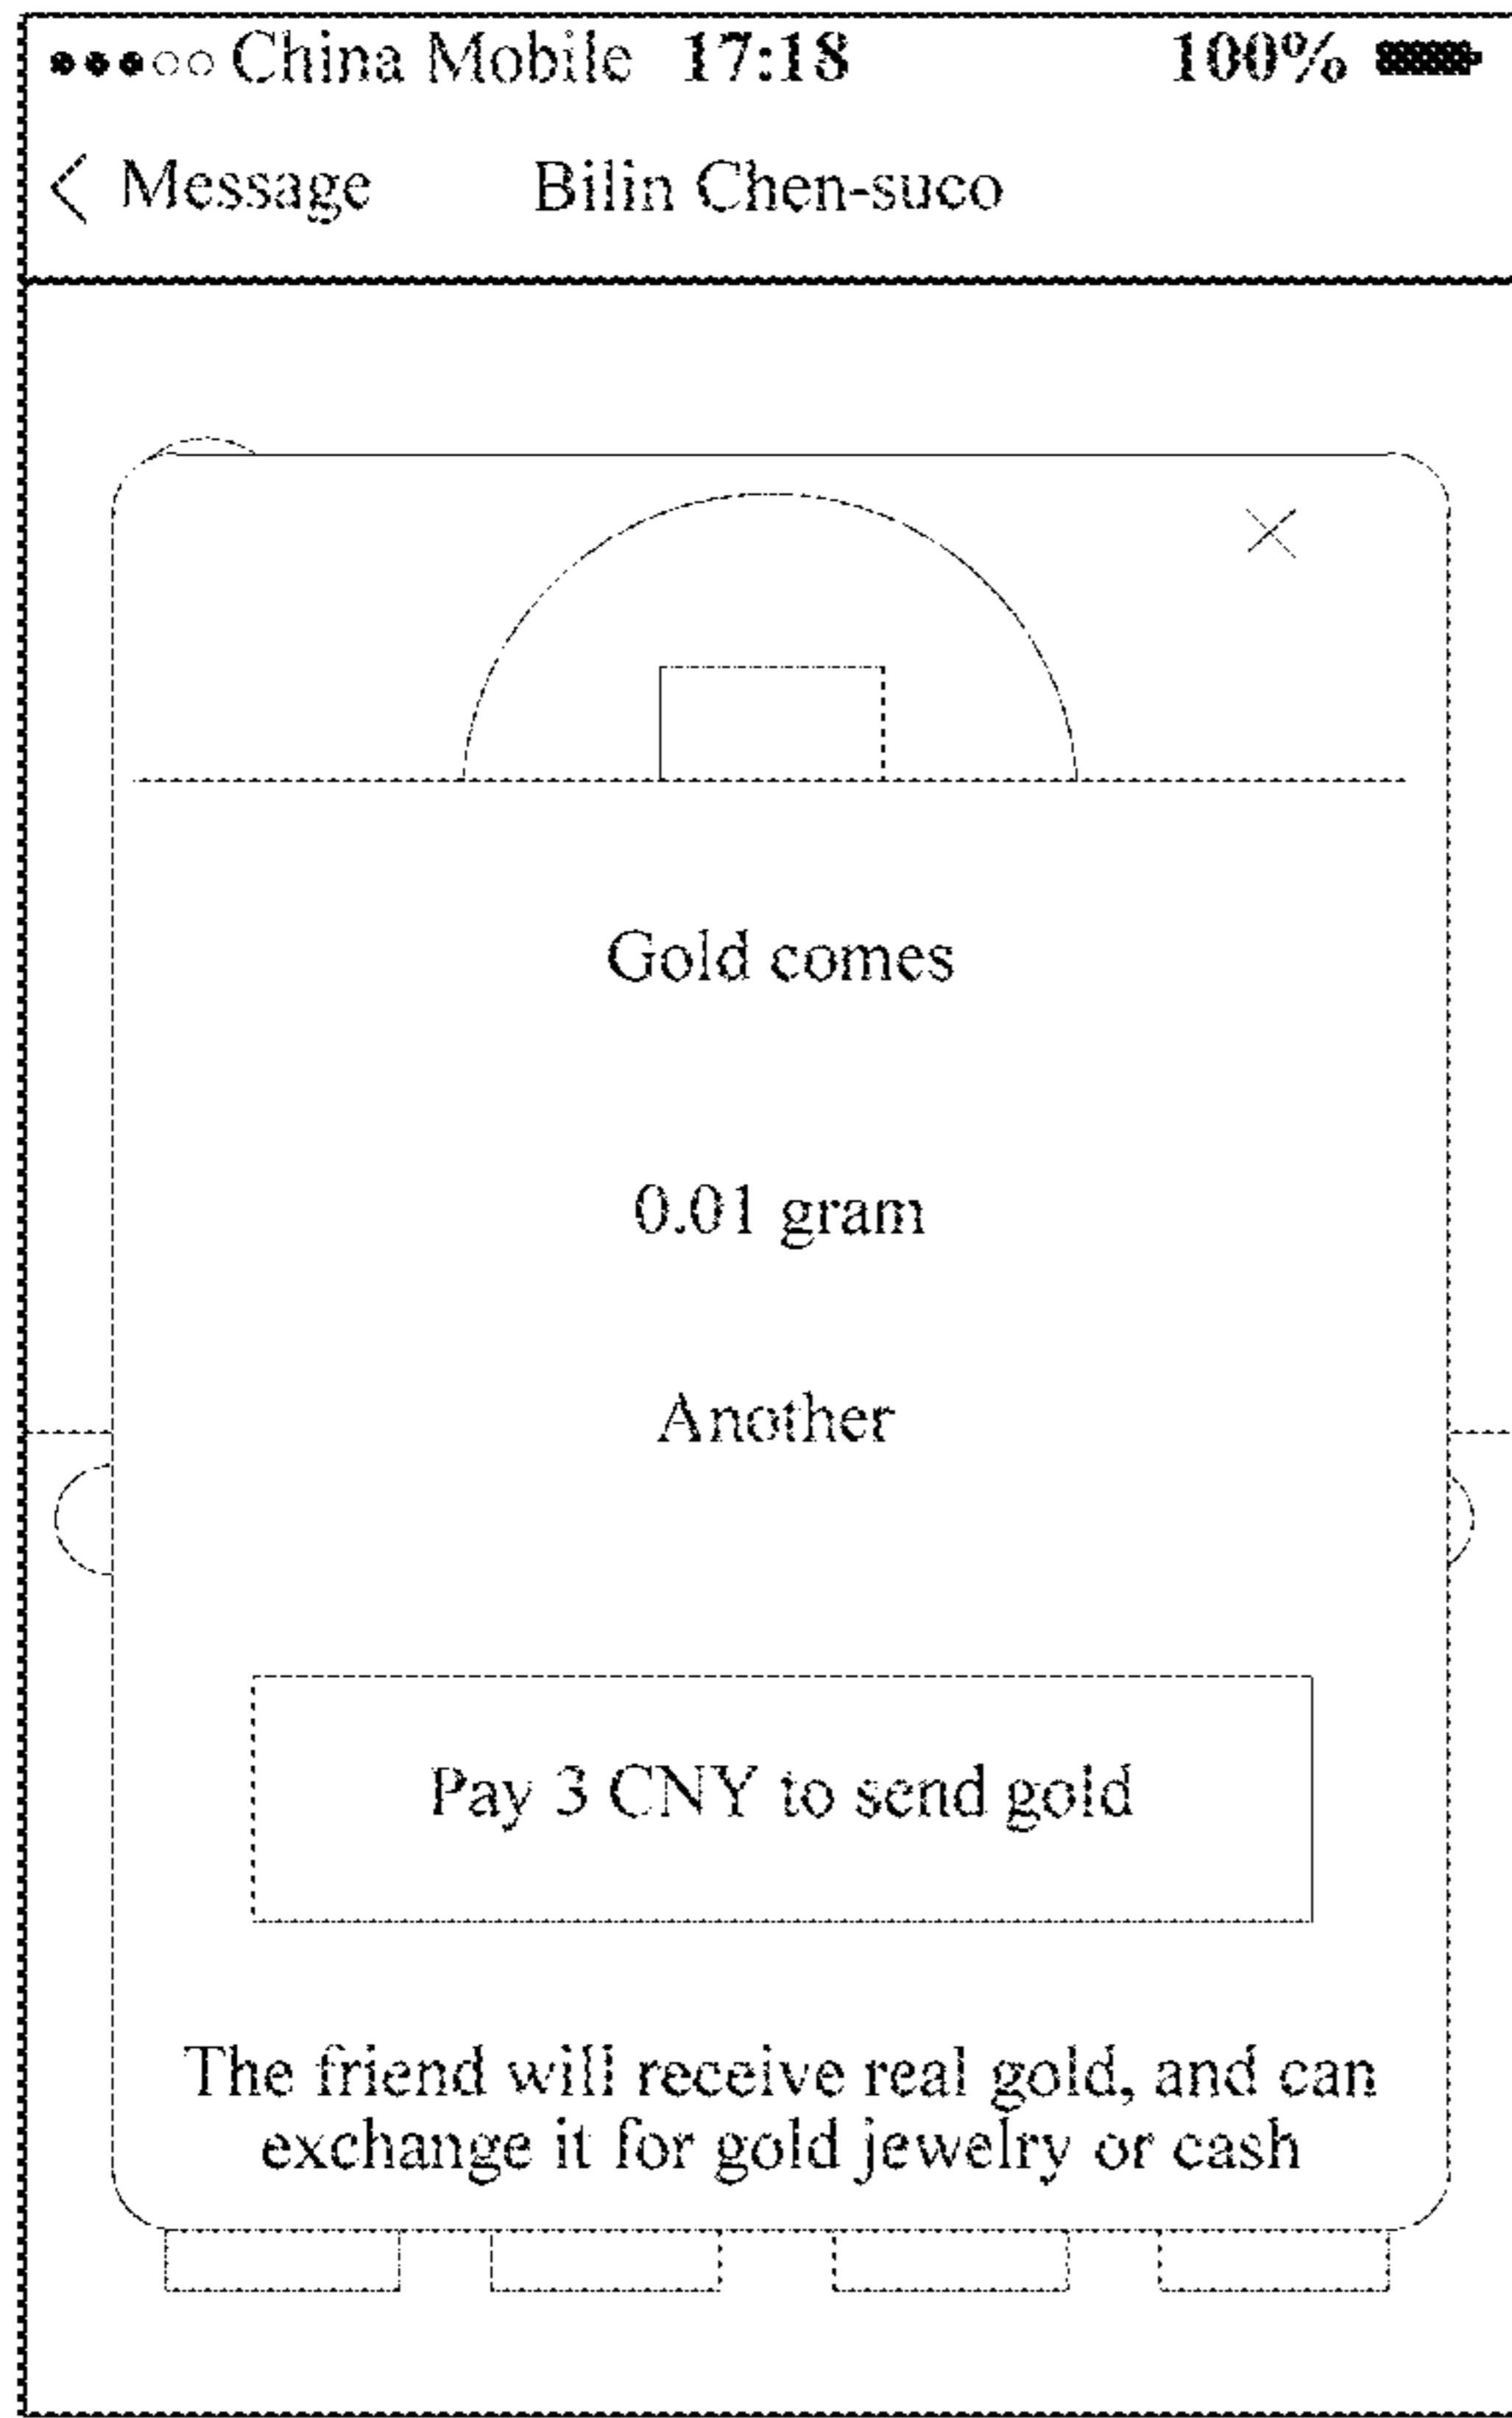 China Mobile 17:18 100%
< Message Bilin Chen-suco
Gold comes
0.01 gram
Another
Pay 3 CNY to send gold
The friend will receive real gold, and can
exchange it for gold jewelry or cash